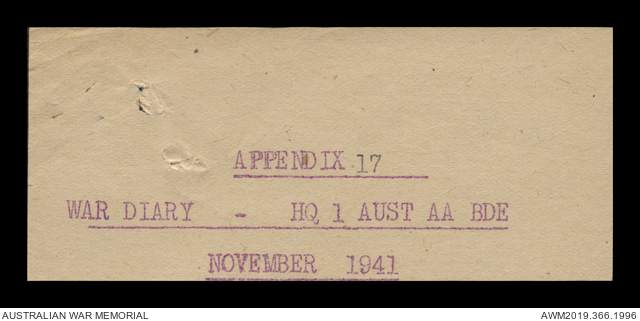 APPENDIX 17
WAR DIARY - HQ 1 AUST AA BDE
NOVEMBER 1941
AUSTRALIAN WAR MEMORIAL AWM2019.366.1996